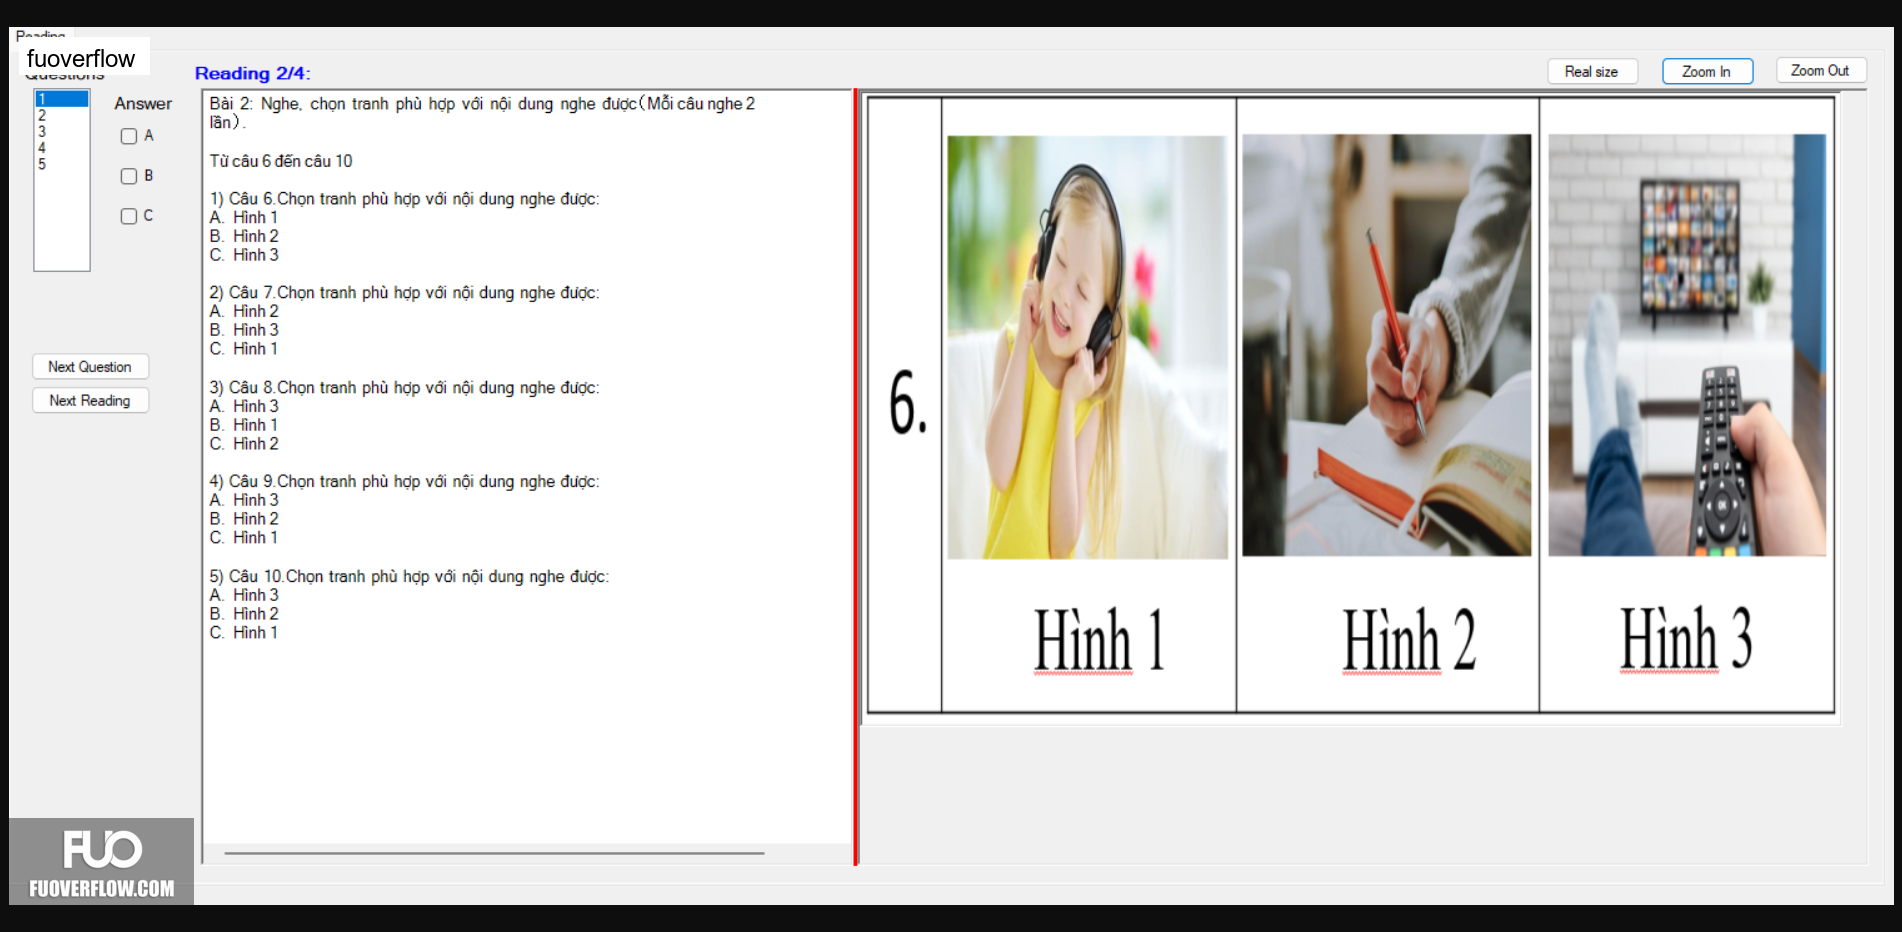 Reading
fuoverflow
Questions
Reading 2/4:
Real size
Zoom In
Zoom Out
1
2
3
4
5
Answer
A
B
C
Next Question
Next Reading
Bài 2: Nghe, chọn tranh phù hợp với nội dung nghe được(Mỗi câu nghe 2
lần).
Từ câu 6 đến câu 10
1) Câu 6.Chọn tranh phù hợp với nội dung nghe được:
A. Hình 1
B. Hình 2
C. Hình 3
2) Câu 7.Chọn tranh phù hợp với nội dung nghe được:
A. Hình 2
B. Hình 3
C. Hình 1
3) Câu 8.Chọn tranh phù hợp với nội dung nghe được:
A. Hình 3
B. Hình 1
C. Hình 2
4) Câu 9.Chọn tranh phù hợp với nội dung nghe được:
A. Hình 3
B. Hình 2
C. Hình 1
5) Câu 10.Chọn tranh phù hợp với nội dung nghe được:
A. Hình 3
B. Hình 2
C. Hình 1
6.
Hình 1
Hình 2
Hình 3
FUO
FUOVERFLOW.COM